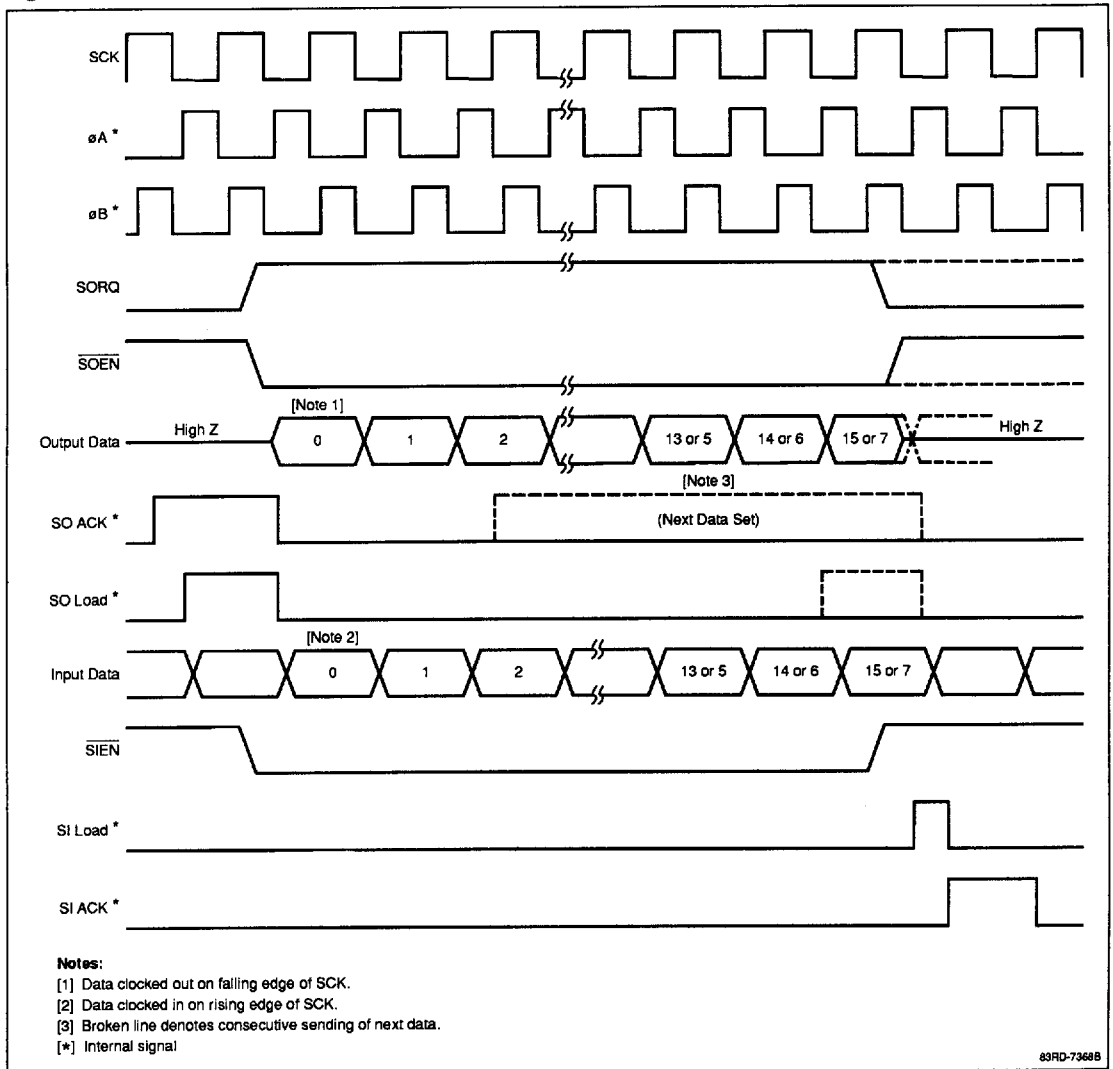 SCK
øA *
øB *
SORQ
SOEN
[Note 1]
Output Data High Z 0 1 2 13 or 5 14 or 6 15 or 7 High Z
[Note 3]
SO ACK * (Next Data Set)
SO Load *
[Note 2]
Input Data 0 1 2 13 or 5 14 or 6 15 or 7
SIEN
SI Load *
SI ACK *
Notes:
[1] Data clocked out on falling edge of SCK.
[2] Data clocked in on rising edge of SCK.
[3] Broken line denotes consecutive sending of next data.
[*] Internal signal
83RD-7368B